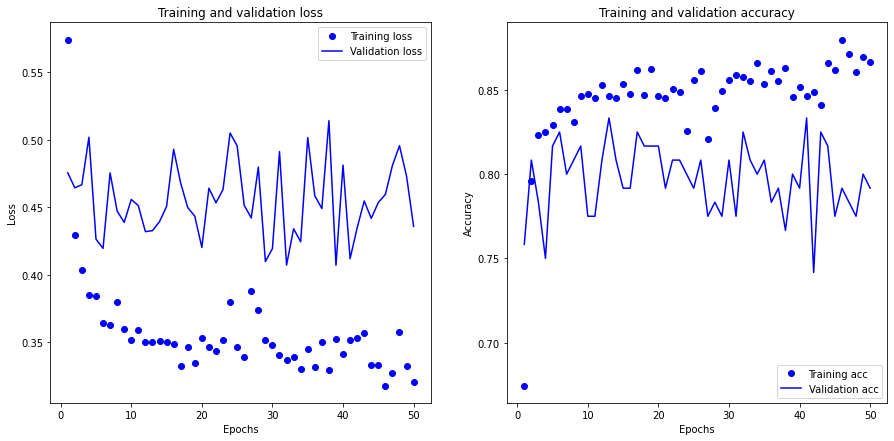 Training and validation loss
Training loss
Validation loss
0.55
0.50
0.45
0.40
0.35
Loss
0
10
20
30
40
50
Epochs
Training and validation accuracy
0.85
0.80
0.75
0.70
Accuracy
Training acc
Validation acc
0
10
20
30
40
50
Epochs